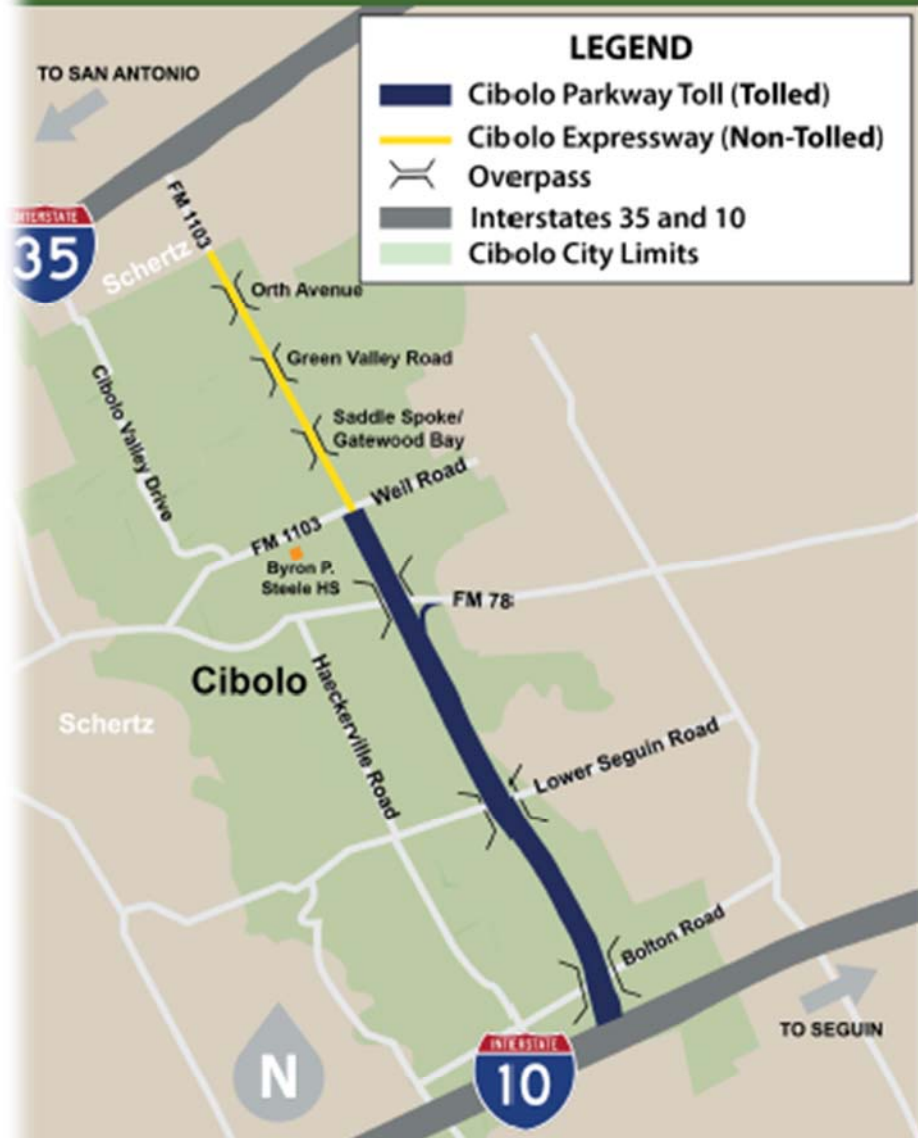 LEGEND
Cibolo Parkway Toll (Tolled)
Cibolo Expressway (Non-Tolled)
Overpass
Interstates 35 and 10
Cibolo City Limits
TO SAN ANTONIO
INTERSTATE
35
FM 1103
Schertz
Orth Avenue
Green Valley Road
Cibolo Valley Drive
Saddle Spoke/
Gatewood Bay
Weil Road
FM 1103
Byron P.
Steele HS
FM 78
Cibolo
Haeckerville Road
Schertz
Lower Seguin Road
Bolton Road
TO SEGUIN
N
INTERSTATE
10